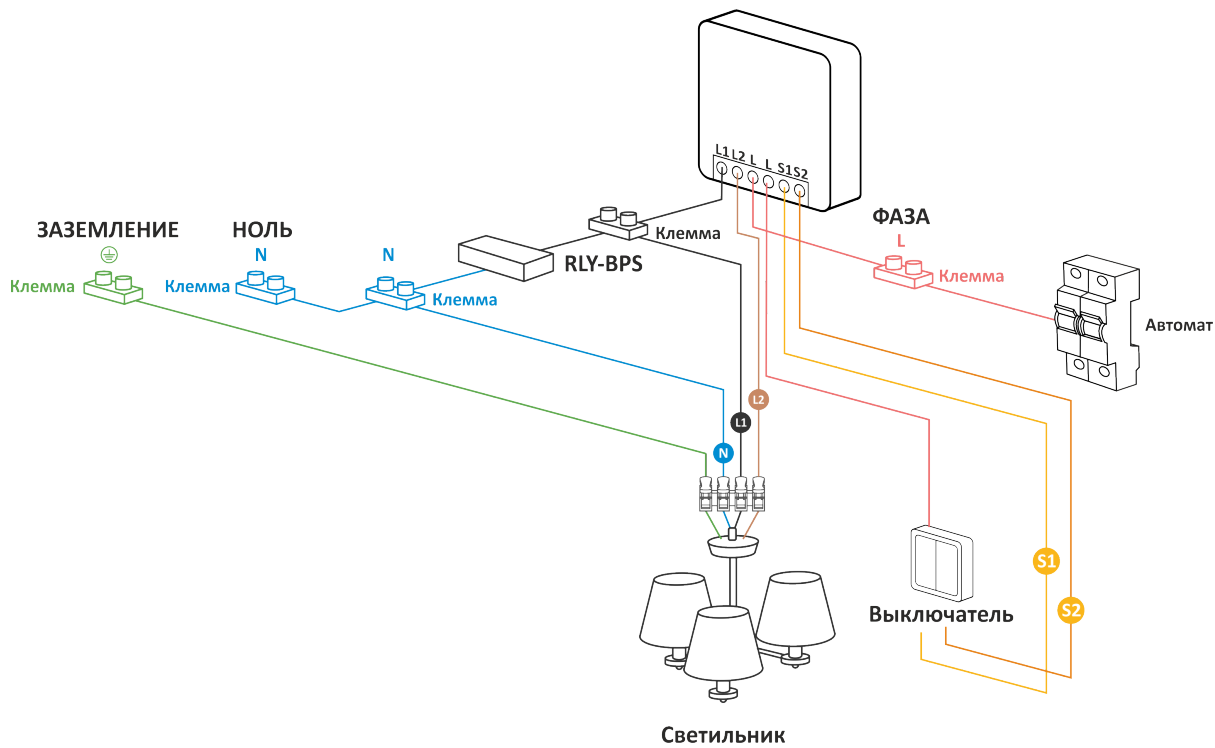 L1 L2 L L S1 S2
ЗАЗЕМЛЕНИЕ
НОЛЬ
N
N
ФАЗА
L
Клемма
RLY-BPS
Клемма
Клемма
Клемма
Клемма
Автомат
L2
L1
N
S1
S2
Выключатель
Светильник